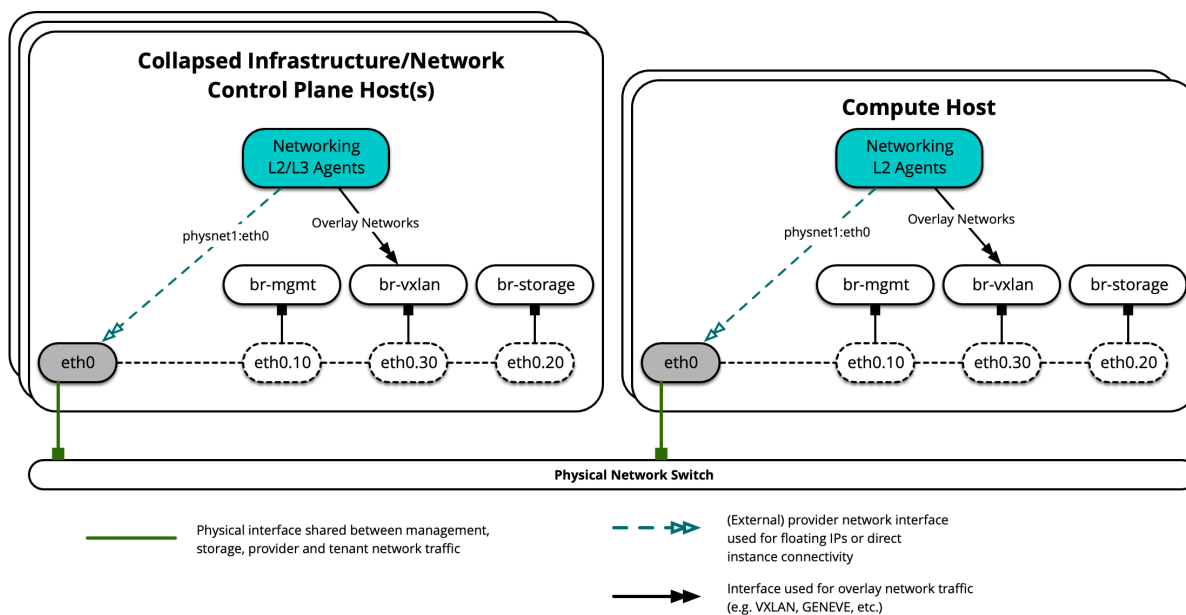 Collapsed Infrastructure/Network
Control Plane Host(s)
Networking
L2/L3 Agents
Overlay Networks
physnet1:eth0
br-mgmt
br-vxlan
br-storage
eth0
eth0.10
eth0.30
eth0.20
Compute Host
Networking
L2 Agents
Overlay Networks
physnet1:eth0
br-mgmt
br-vxlan
br-storage
eth0
eth0.10
eth0.30
eth0.20
Physical Network Switch
Physical interface shared between management,
storage, provider and tenant network traffic
(External) provider network interface
used for floating IPs or direct
instance connectivity
Interface used for overlay network traffic
(e.g. VXLAN, GENEVE, etc.)